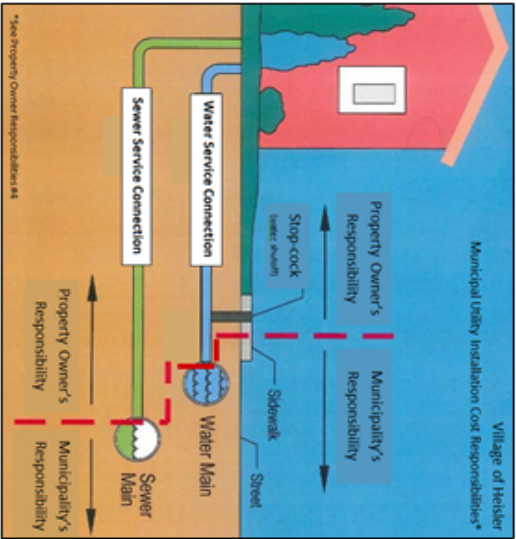 Village of Heisler
Municipal Utility Installation Cost Responsibilities*
Property Owner's
Responsibility
Municipality's
Responsibility
Stop-cock
(water shutoff)
Sidewalk
Street
Water Service Connection
Water Main
Sewer Service Connection
Sewer
Main
Property Owner's
Responsibility
Municipality's
Responsibility
*See Property Owner Responsibilities #4